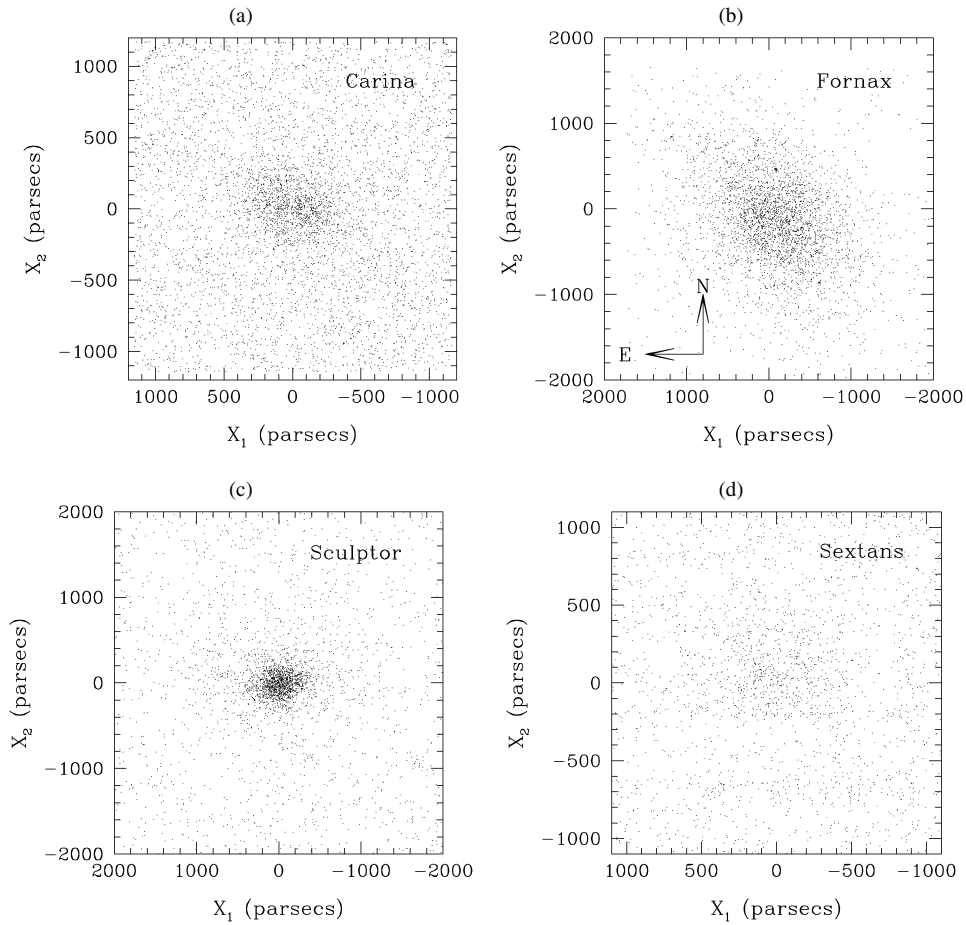 (a)
Carina
1000
500
0
−500
−1000
X2 (parsecs)
1000 500 0 −500 −1000
X1 (parsecs)
(b)
Fornax
2000
1000
0
−1000
−2000
X2 (parsecs)
N
E
2000 1000 0 −1000 −2000
X1 (parsecs)
(c)
Sculptor
2000
1000
0
−1000
−2000
X2 (parsecs)
2000 1000 0 −1000 −2000
X1 (parsecs)
(d)
Sextans
1000
500
0
−500
−1000
X2 (parsecs)
1000 500 0 −500 −1000
X1 (parsecs)